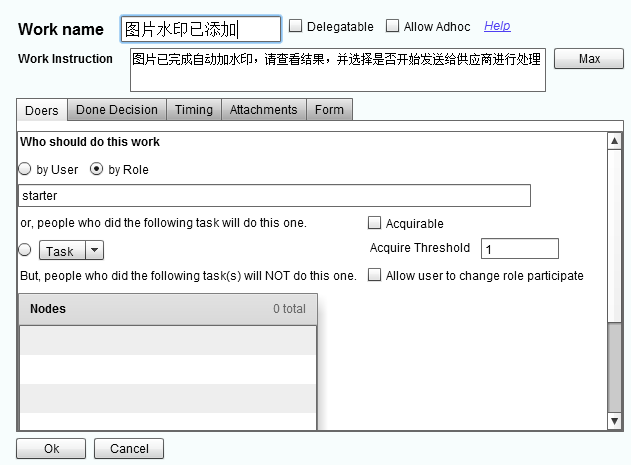 Work name 图片水印已添加 Delegatable Allow Adhoc Help
Work Instruction 图片已完成自动加水印，请查看结果，并选择是否开始发送给供应商进行处理 Max
Doers Done Decision Timing Attachments Form
Who should do this work
by User by Role
starter
or, people who did the following task will do this one. Acquirable
Task Acquire Threshold 1
But, people who did the following task(s) will NOT do this one. Allow user to change role participate
Nodes 0 total
Ok Cancel